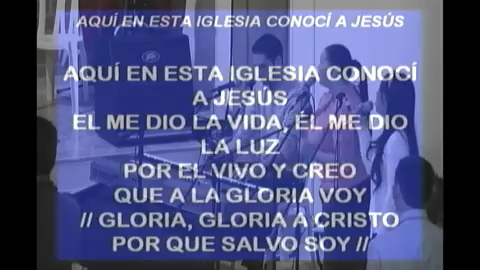 AQUÍ EN ESTA IGLESIA CONOCÍ A JESÚS
AQUÍ EN ESTA IGLESIA CONOCÍ
A JESÚS
EL ME DIO LA VIDA, ÉL ME DIO
LA LUZ
POR EL VIVO Y CREO
QUE A LA GLORIA VOY
// GLORIA, GLORIA A CRISTO
POR QUE SALVO SOY //